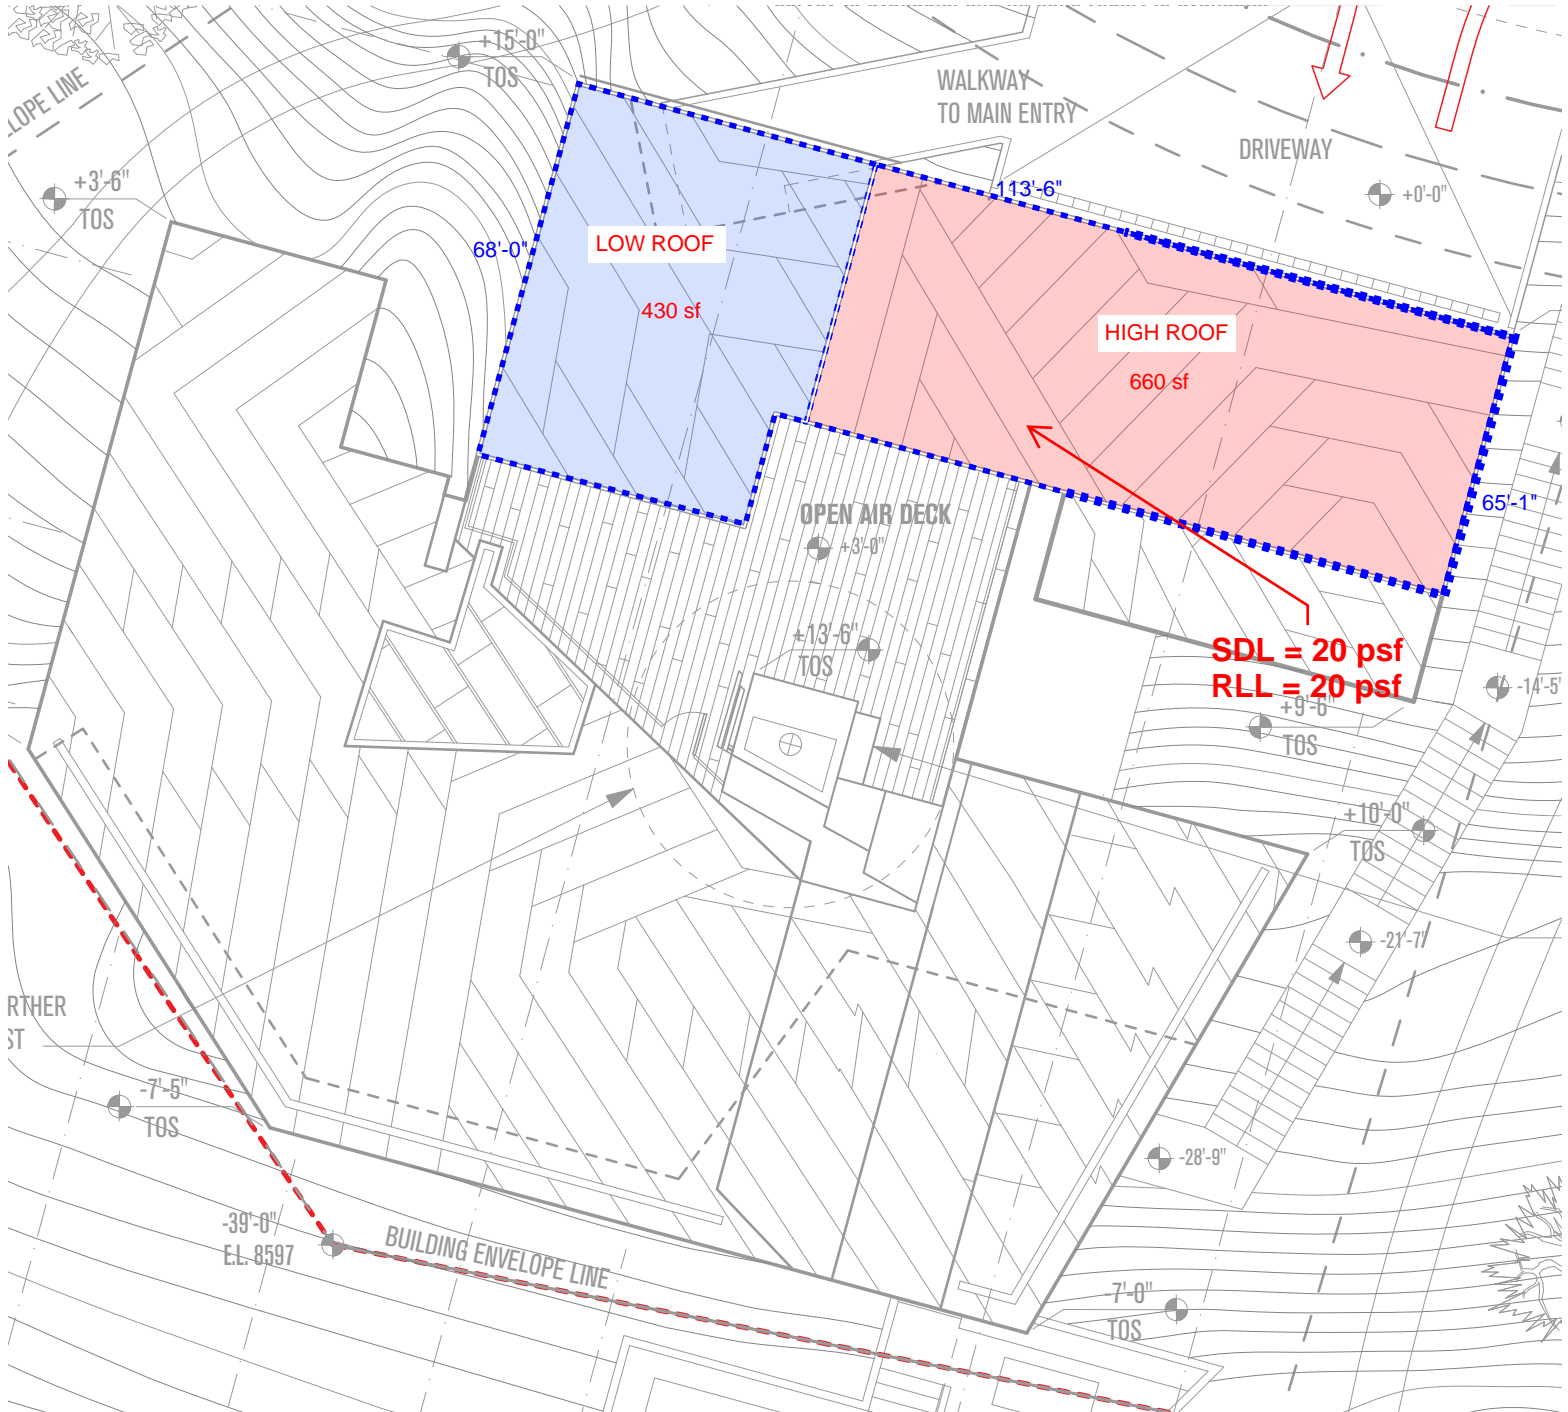 +15'-0"
TOS
WALKWAY
TO MAIN ENTRY
DRIVEWAY
LOPE LINE
+3'-6"
TOS
113'-6"
+0'-0"
68'-0"
LOW ROOF
430 sf
HIGH ROOF
660 sf
65'-1"
OPEN AIR DECK
+3'-0"
+13'-6"
TOS
SDL = 20 psf
RLL = 20 psf
-14'-5"
+9'-6"
TOS
+10'-0"
TOS
-21'-7"
RTHER
ST
-7'-5"
TOS
-28'-9"
-39'-0"
E.L. 8597
BUILDING ENVELOPE LINE
-7'-0"
TOS